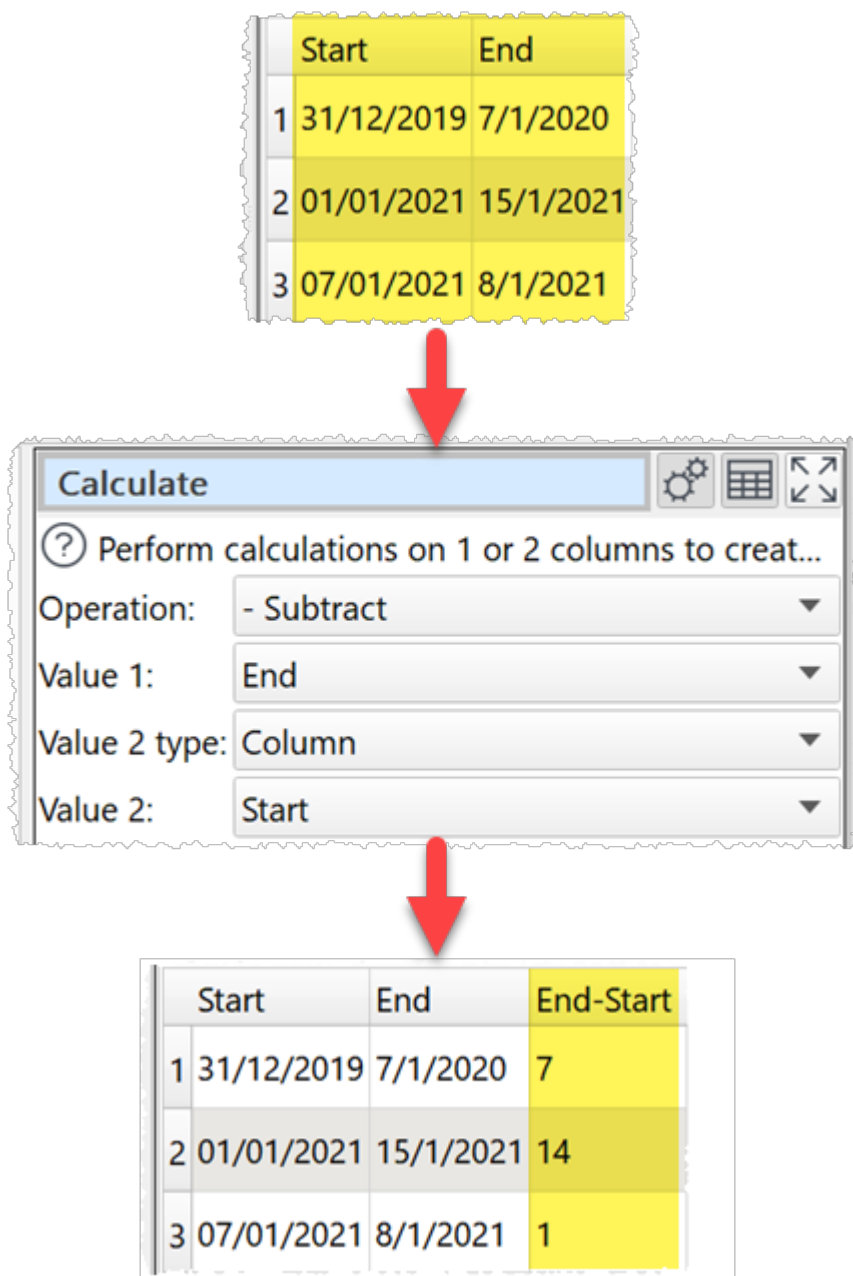 Start End
1 31/12/2019 7/1/2020
2 01/01/2021 15/1/2021
3 07/01/2021 8/1/2021
Calculate
? Perform calculations on 1 or 2 columns to creat...
Operation: - Subtract
Value 1: End
Value 2 type: Column
Value 2: Start
Start End End-Start
1 31/12/2019 7/1/2020 7
2 01/01/2021 15/1/2021 14
3 07/01/2021 8/1/2021 1